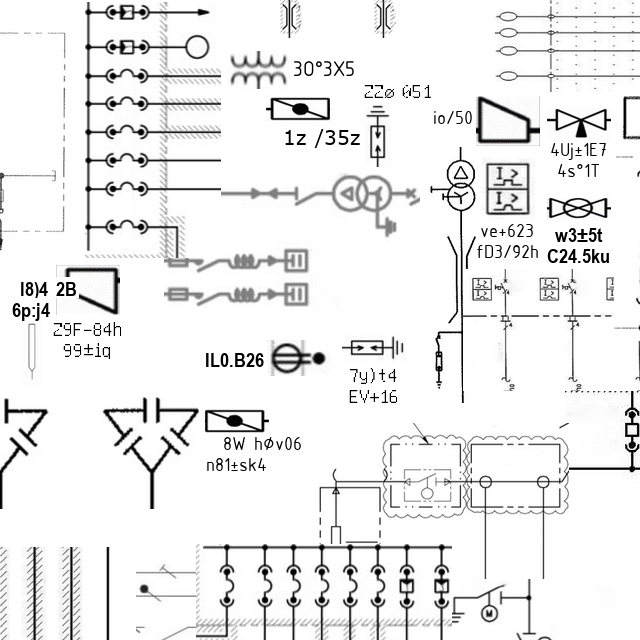 30°3X5
ZZø 051
1z /35z
io/50
4Uj±1E7
4s°1T
ve+623
fD3/92h
w3±5t
C24.5ku
I8)4 2B
6p:j4
Z9F-84h
99±iq
IL0.B26
7y)t4
EV+16
8W hØv06
n81±sk4
M